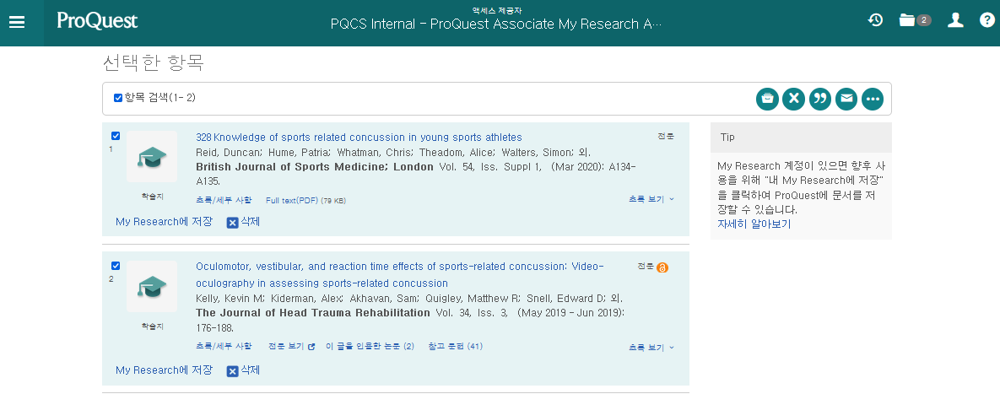 ProQuest
액세스 제공자
PQCS Internal - ProQuest Associate My Research A…
2
선택한 항목
항목 검색(1- 2)
1
328 Knowledge of sports related concussion in young sports athletes
전문
Reid, Duncan; Hume, Patria; Whatman, Chris; Theadom, Alice; Walters, Simon; 외.
British Journal of Sports Medicine; London Vol. 54, Iss. Suppl 1, (Mar 2020): A134-
A135.
학술지
초록/세부 사항 Full text(PDF) (79 KB)
초록 보기
My Research에 저장 삭제
2
Oculomotor, vestibular, and reaction time effects of sports-related concussion: Video-
oculography in assessing sports-related concussion
전문
Kelly, Kevin M; Kiderman, Alex; Akhavan, Sam; Quigley, Matthew R; Snell, Edward D; 외.
The Journal of Head Trauma Rehabilitation Vol. 34, Iss. 3, (May 2019 - Jun 2019):
176-188.
학술지
초록/세부 사항 전문 보기 이 글을 인용한 논문 (2) 참고 문헌 (41)
초록 보기
My Research에 저장 삭제
Tip
My Research 계정이 있으면 향후 사
용을 위해 "내 My Research에 저장"
을 클릭하여 ProQuest에 문서를 저
장할 수 있습니다.
자세히 알아보기